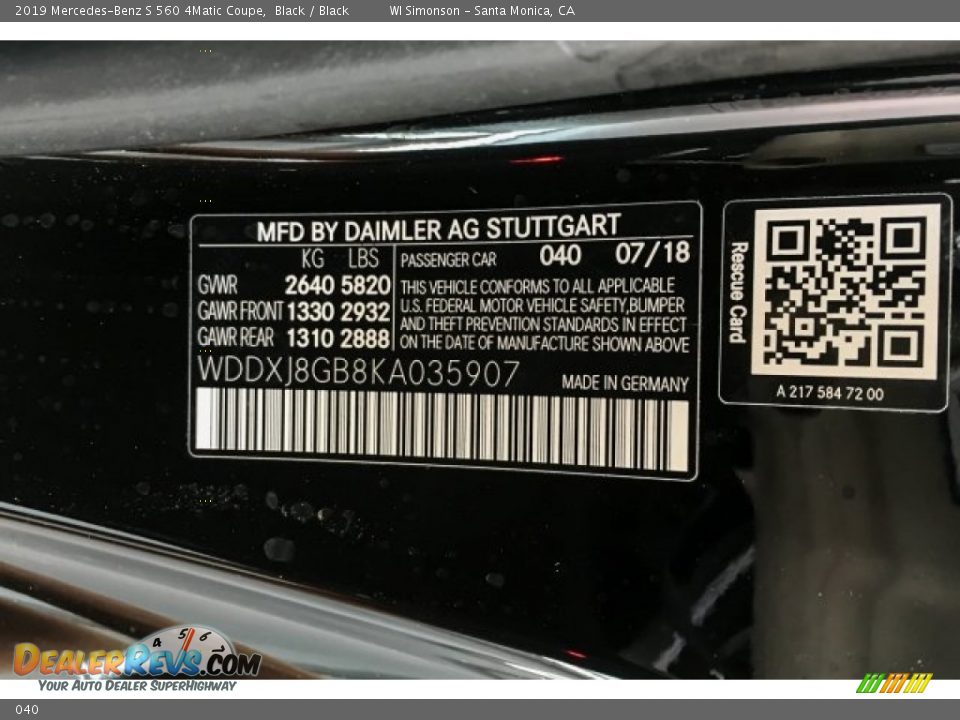 2019 Mercedes-Benz S 560 4Matic Coupe, Black / Black WI Simonson - Santa Monica, CA
MFD BY DAIMLER AG STUTTGART
KG LBS
GVWR 2640 5820
GAWR FRONT 1330 2932
GAWR REAR 1310 2888
PASSENGER CAR 040 07/18
THIS VEHICLE CONFORMS TO ALL APPLICABLE
U.S. FEDERAL MOTOR VEHICLE SAFETY,BUMPER
AND THEFT PREVENTION STANDARDS IN EFFECT
ON THE DATE OF MANUFACTURE SHOWN ABOVE
WDDXJ8GB8KA035907
MADE IN GERMANY
Rescue Card
A 217 584 72 00
4 5 6 7
DEALERREVS.COM
YOUR AUTO DEALER SUPERHIGHWAY
040